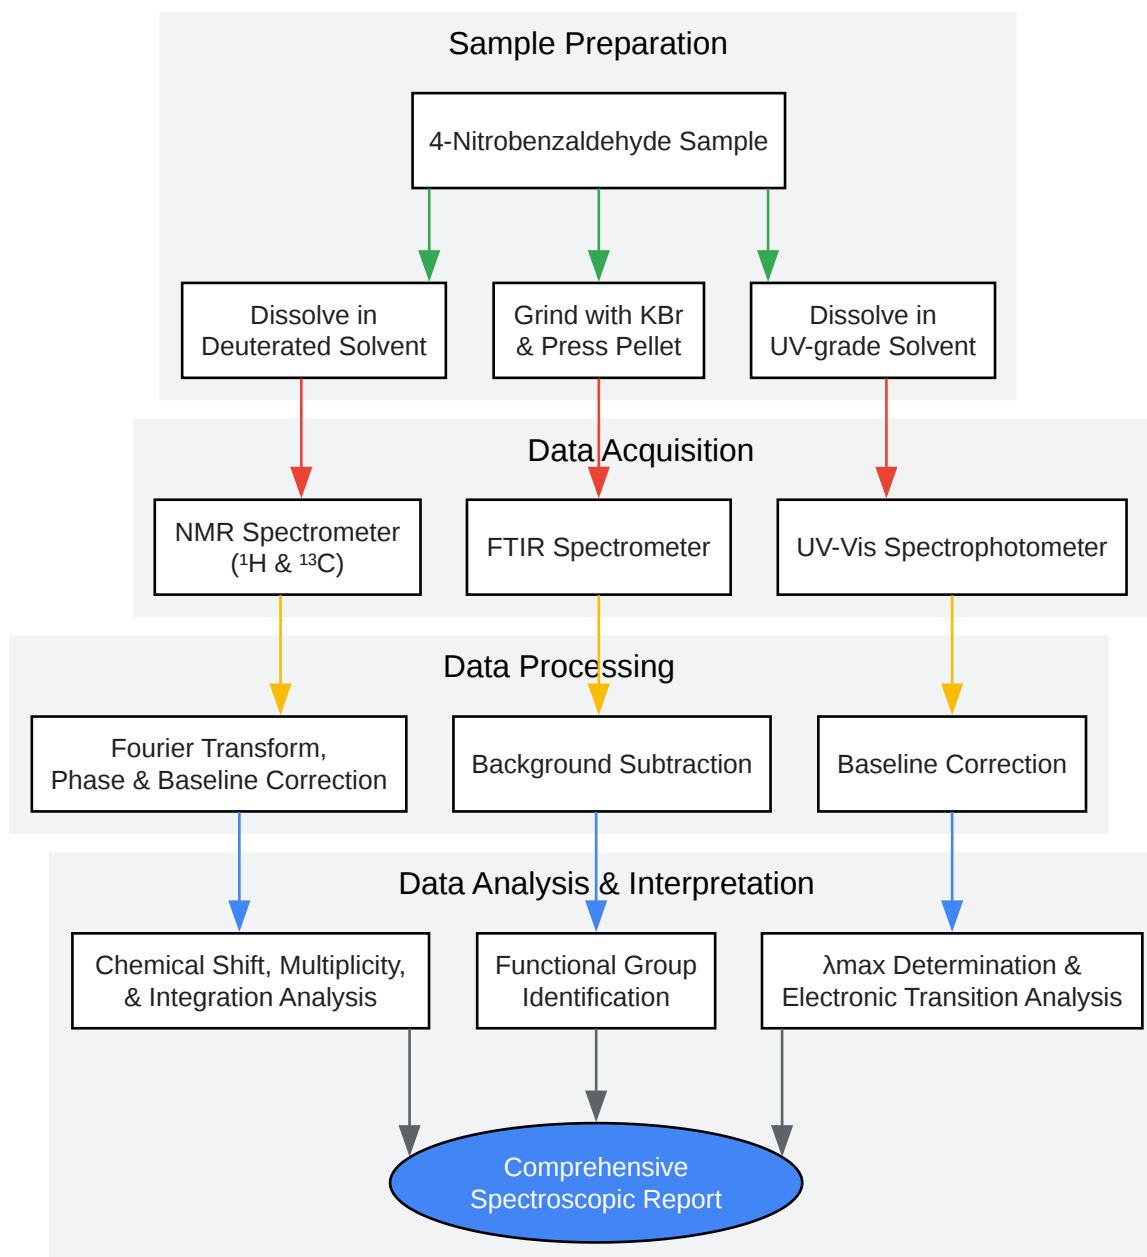 Sample Preparation
4-Nitrobenzaldehyde Sample
Dissolve in
Deuterated Solvent
Grind with KBr
& Press Pellet
Dissolve in
UV-grade Solvent
Data Acquisition
NMR Spectrometer
(¹H & ¹³C)
FTIR Spectrometer
UV-Vis Spectrophotometer
Data Processing
Fourier Transform,
Phase & Baseline Correction
Background Subtraction
Baseline Correction
Data Analysis & Interpretation
Chemical Shift, Multiplicity,
& Integration Analysis
Functional Group
Identification
λmax Determination &
Electronic Transition Analysis
Comprehensive
Spectroscopic Report